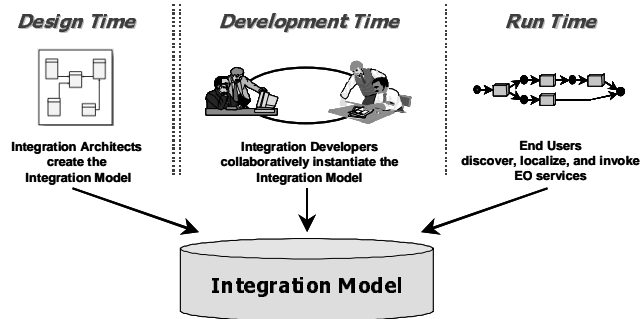 Design Time
Development Time
Run Time
Integration Architects
create the
Integration Model
Integration Developers
collaboratively instantiate the
Integration Model
End Users
discover, localize, and invoke
EO services
Integration Model